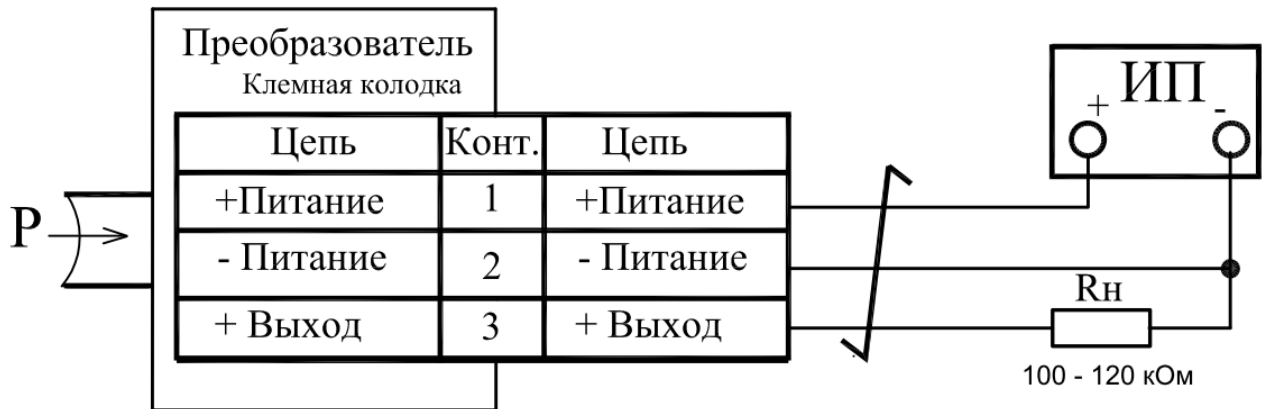 Преобразователь
Клемная колодка
ИП
+ -
Цепь Конт. Цепь
+Питание 1 +Питание
P
- Питание 2 - Питание
Rн
+ Выход 3 + Выход
100 - 120 кОм